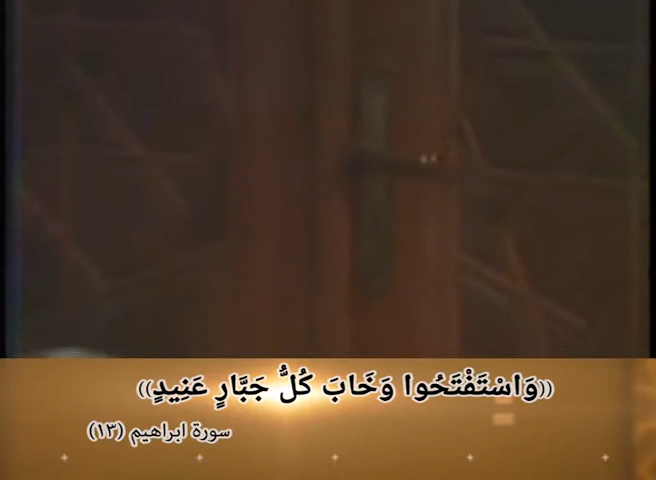 ((وَاسْتَفْتَحُوا وَخَابَ كُلُّ جَبَّارٍ عَنِيدٍ))
سورة ابراهيم (١٣)